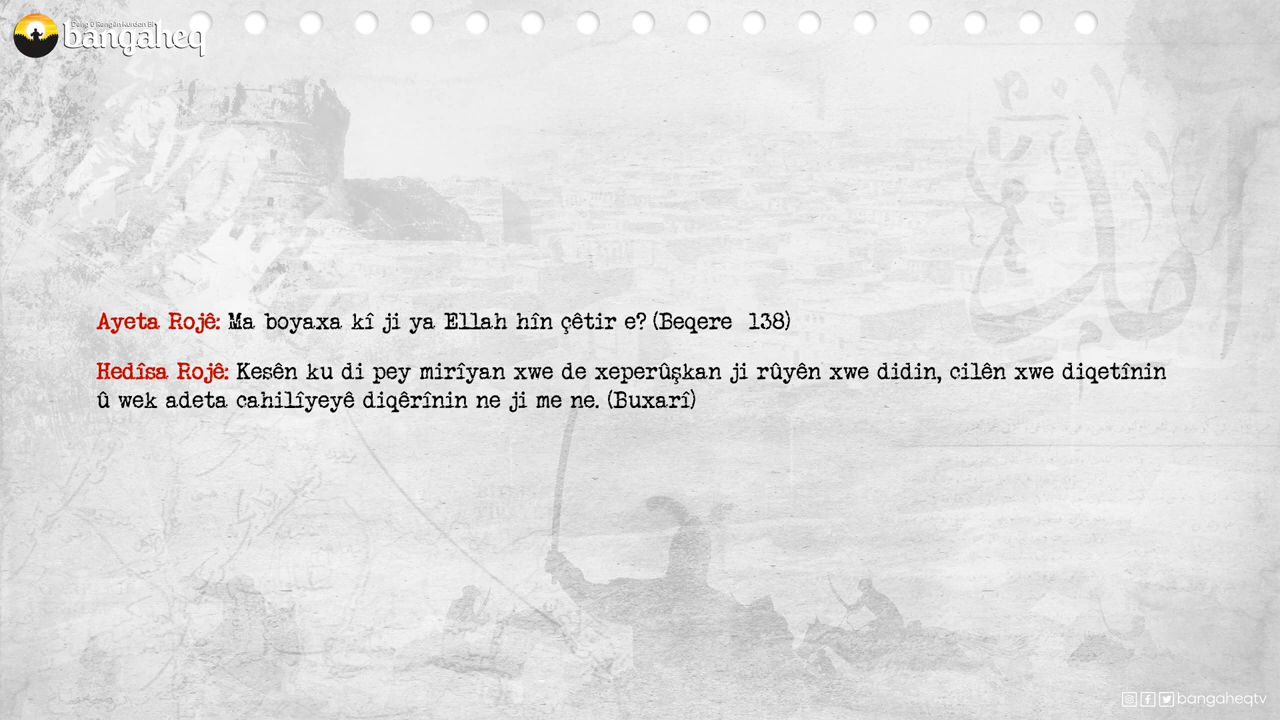 bangaheq
Ayeta Rojê: Ma boyaxa kî ji ya Ellah hîn çêtir e? (Beqere 138)
Hedîsa Rojê: Kesên ku di pey mirîyan xwe de xeperûşkan ji rûyên xwe didin, cilên xwe diqetînin
û wek adeta cahilîyeyê diqêrînin ne ji me ne. (Buxarî)
bangaheqtv